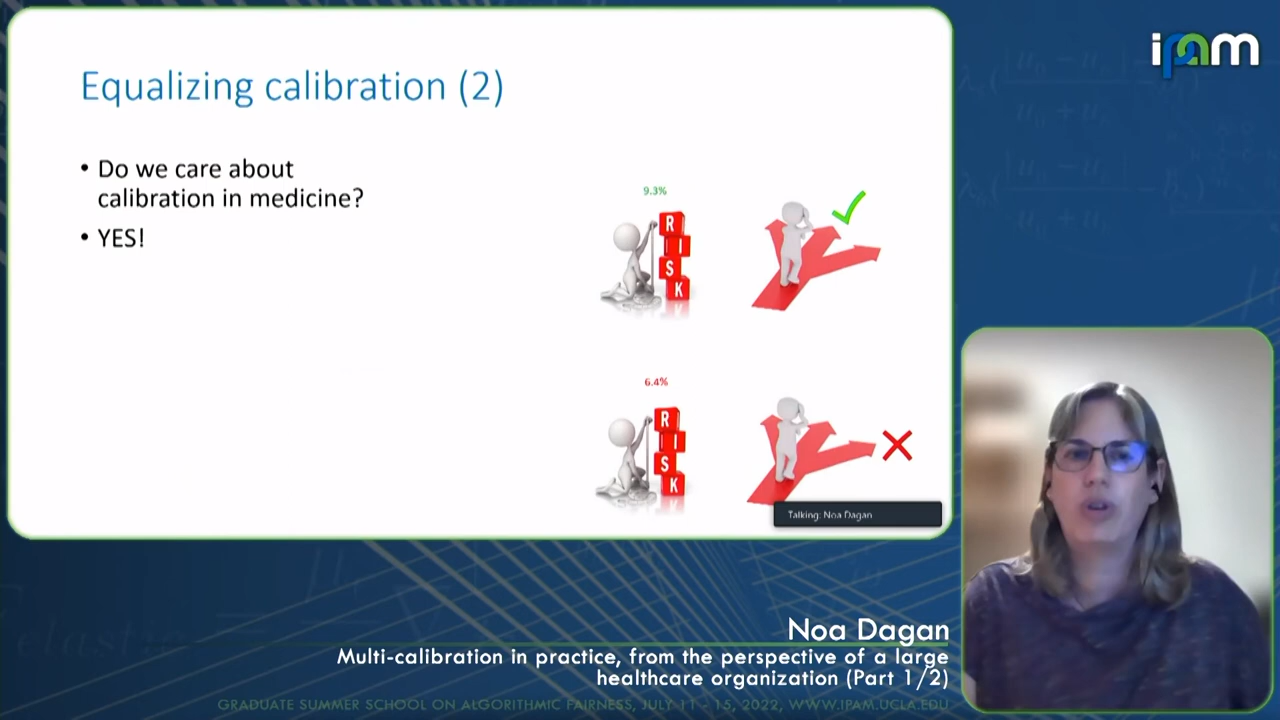 ipam
Equalizing calibration (2)
• Do we care about
calibration in medicine?
• YES!
9.3%
R
I
S
K
6.4%
R
I
S
K
Talking: Noa Dagan
Noa Dagan
Multi-calibration in practice, from the perspective of a large
healthcare organization (Part 1/2)
GRADUATE SUMMER SCHOOL ON ALGORITHMIC FAIRNESS, JULY 11 - 15, 2022, WWW.IPAM.UCLA.EDU